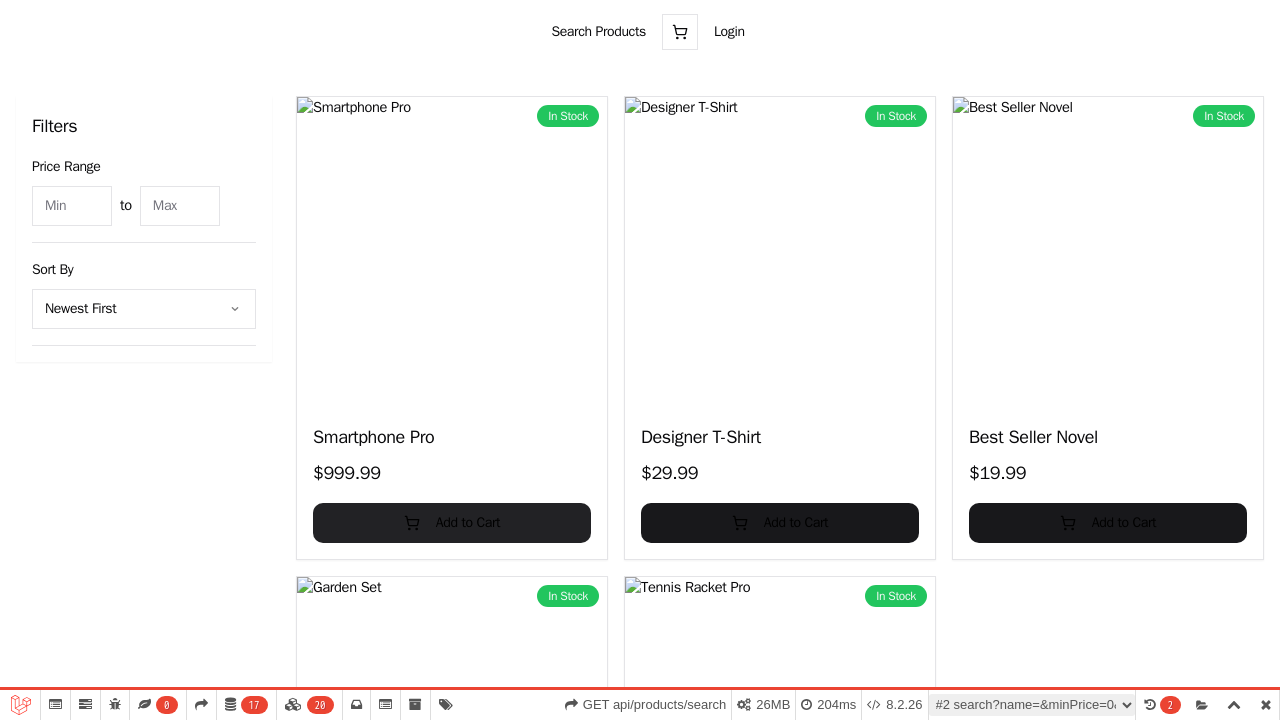 Search Products
Login
Filters
Price Range
Min to Max
Sort By
Newest First
Smartphone Pro
In Stock
Designer T-Shirt
In Stock
Best Seller Novel
In Stock
Smartphone Pro
$999.99
Add to Cart
Designer T-Shirt
$29.99
Add to Cart
Best Seller Novel
$19.99
Add to Cart
Garden Set
In Stock
Tennis Racket Pro
In Stock
0 17 20 GET api/products/search 26MB 204ms 8.2.26 #2 search?name=&minPrice=0& 2